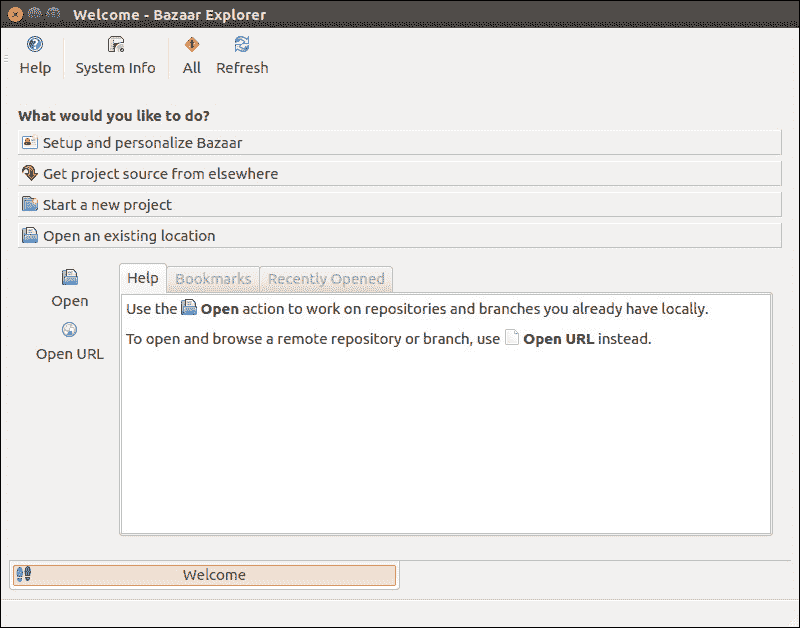 Welcome - Bazaar Explorer
Help System Info All Refresh
What would you like to do?
Setup and personalize Bazaar
Get project source from elsewhere
Start a new project
Open an existing location
Open
Open URL
Help Bookmarks Recently Opened
Use the Open action to work on repositories and branches you already have locally.
To open and browse a remote repository or branch, use Open URL instead.
Welcome